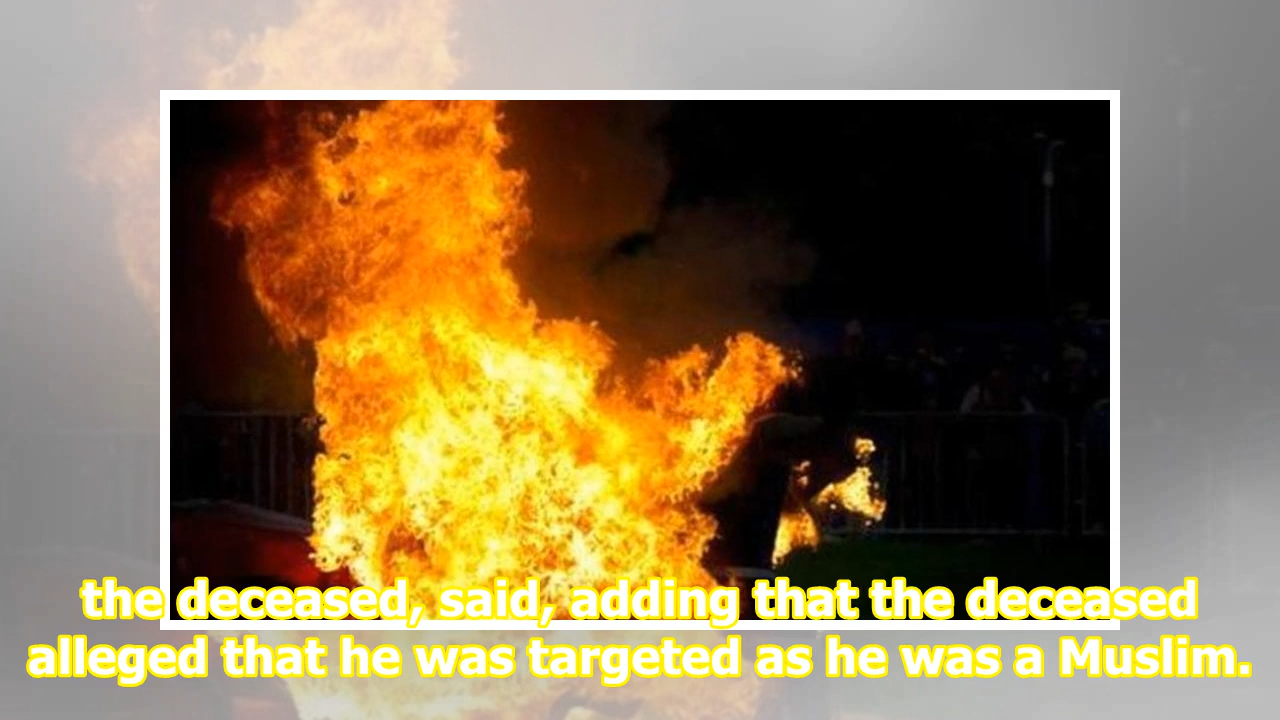 the deceased, said, adding that the deceased
alleged that he was targeted as he was a Muslim.